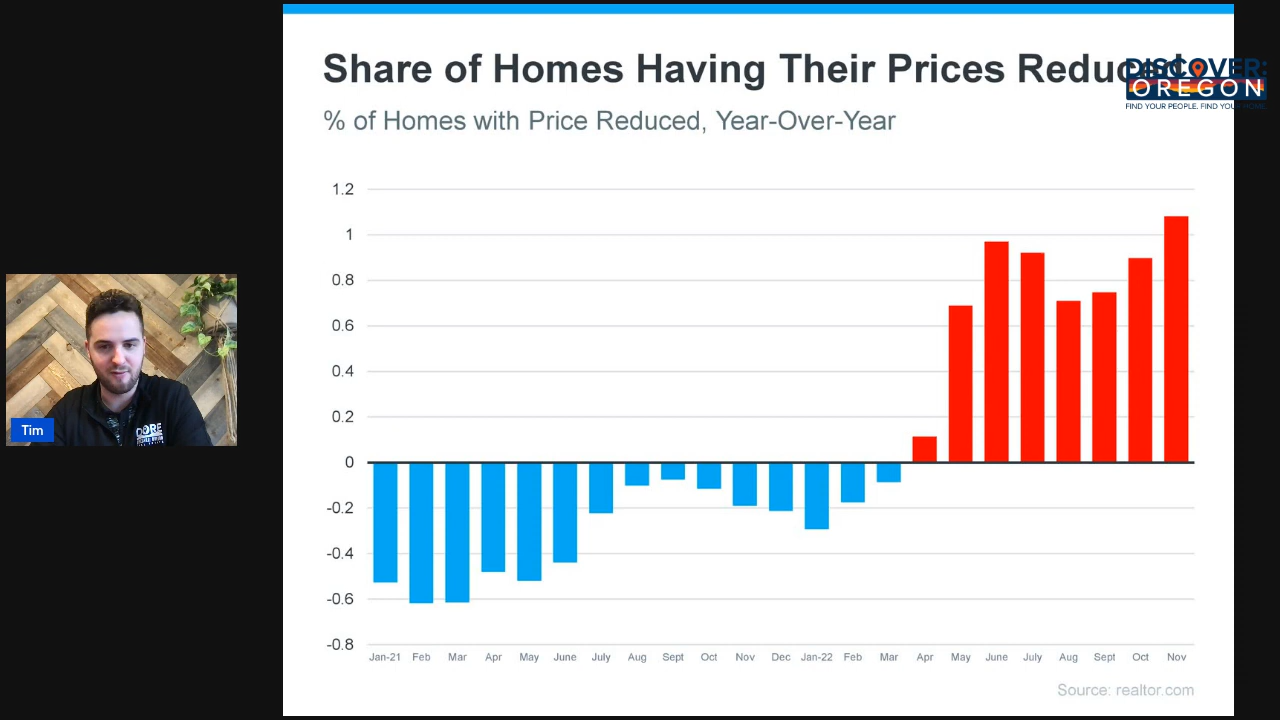 Share of Homes Having Their Prices Reduced
DISCOVER:
OREGON
FIND YOUR PEOPLE. FIND YOUR HOME.
% of Homes with Price Reduced, Year-Over-Year
1.2
1
0.8
0.6
0.4
0.2
0
-0.2
-0.4
-0.6
-0.8
Jan-21 Feb Mar Apr May June July Aug Sept Oct Nov Dec Jan-22 Feb Mar Apr May June July Aug Sept Oct Nov
Source: realtor.com
Tim